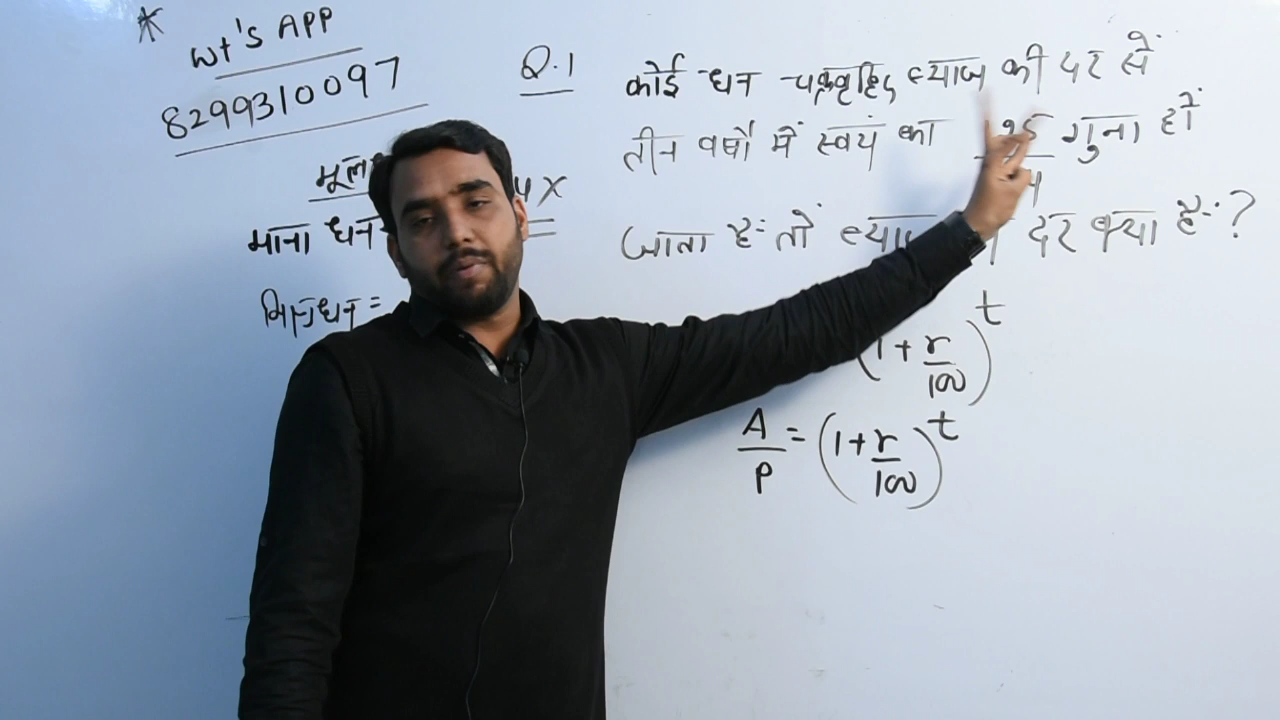 * Wt's APP
8299310097
Q.1 कोई धन चक्रवृद्धि ब्याज की दर से
तीन वर्षों में स्वयं का गुना हो
जाता है तो दर क्या है ?
माना धन
मिश्रधन =
x
(1 + r/100)^t
A/P = (1 + r/100)^t